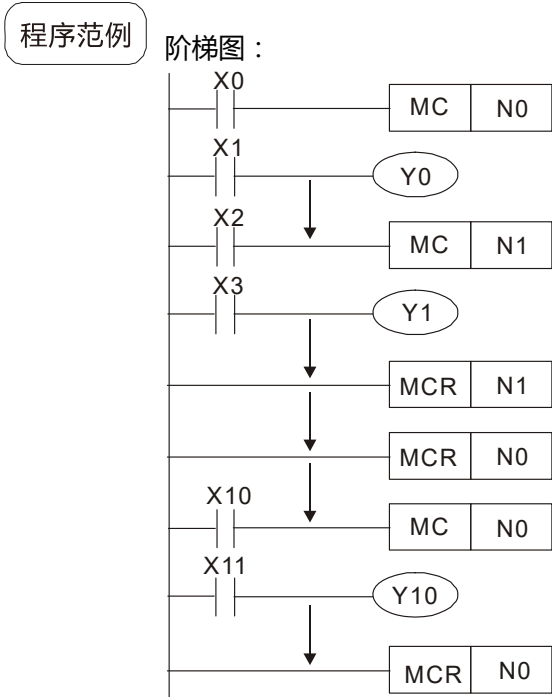 程序范例
阶梯图：
X0
MC N0
X1
Y0
X2
MC N1
X3
Y1
MCR N1
MCR N0
X10
MC N0
X11
Y10
MCR N0